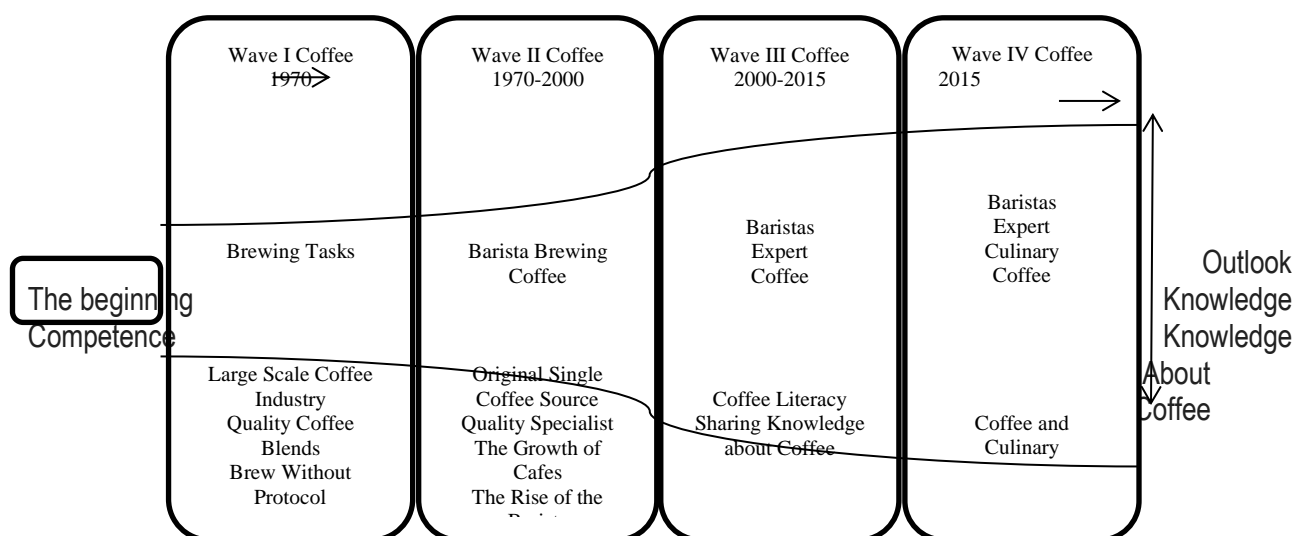 Wave I Coffee
1970
Wave II Coffee
1970-2000
Wave III Coffee
2000-2015
Wave IV Coffee
2015
Brewing Tasks
Barista Brewing
Coffee
Baristas
Expert
Coffee
Baristas
Expert
Culinary
Coffee
The beginning
Competence
Outlook
Knowledge
Knowledge
About
Coffee
Large Scale Coffee
Industry
Quality Coffee
Blends
Brew Without
Protocol
Original Single
Coffee Source
Quality Specialist
The Growth of
Cafes
The Rise of the
Coffee Literacy
Sharing Knowledge
about Coffee
Coffee and
Culinary